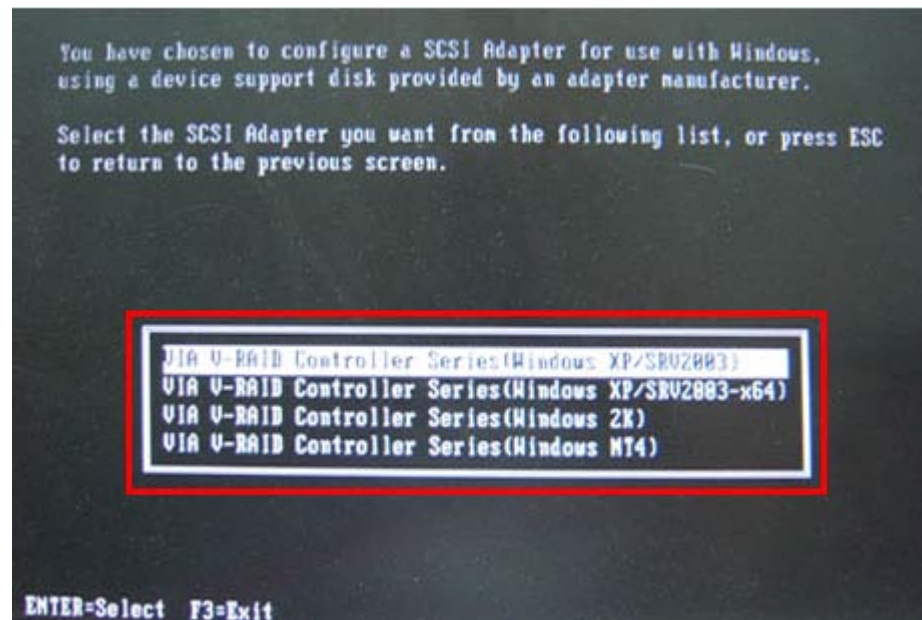 You have chosen to configure a SCSI Adapter for use with Windows,
using a device support disk provided by an adapter manufacturer.
Select the SCSI Adapter you want from the following list, or press ESC
to return to the previous screen.
VIA V-RAID Controller Series(Windows XP/SRV2003)
VIA V-RAID Controller Series(Windows XP/SRV2003-x64)
VIA V-RAID Controller Series(Windows 2K)
VIA V-RAID Controller Series(Windows NT4)
ENTER=Select F3=Exit